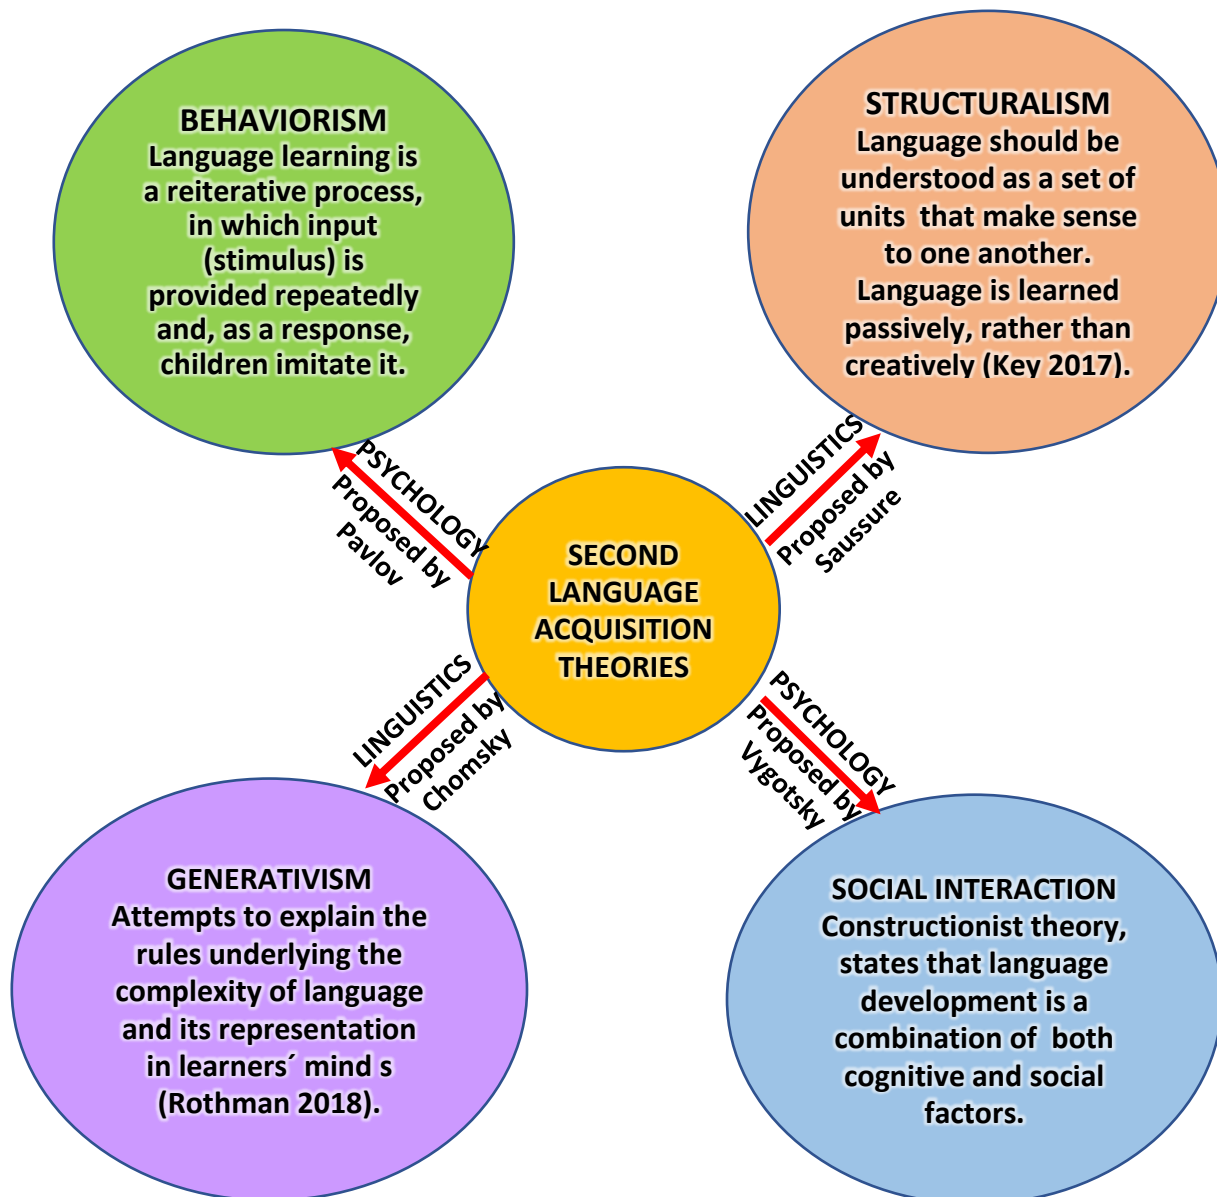 BEHAVIORISM
Language learning is
a reiterative process,
in which input
(stimulus) is
provided repeatedly
and, as a response,
children imitate it.
STRUCTURALISM
Language should be
understood as a set of
units  that make sense
to one another.
Language is learned
passively, rather than
creatively (Key 2017).
PSYCHOLOGY
Proposed by
Pavlov
LINGUISTICS
Proposed by
Saussure
SECOND
LANGUAGE
ACQUISITION
THEORIES
LINGUISTICS
Proposed by
Chomsky
PSYCHOLOGY
Proposed by
Vygotsky
GENERATIVISM
Attempts to explain the
rules underlying the
complexity of language
and its representation
in learners´ mind s
(Rothman 2018).
SOCIAL INTERACTION
Constructionist theory,
states that language
development is a
combination of  both
cognitive and social
factors.